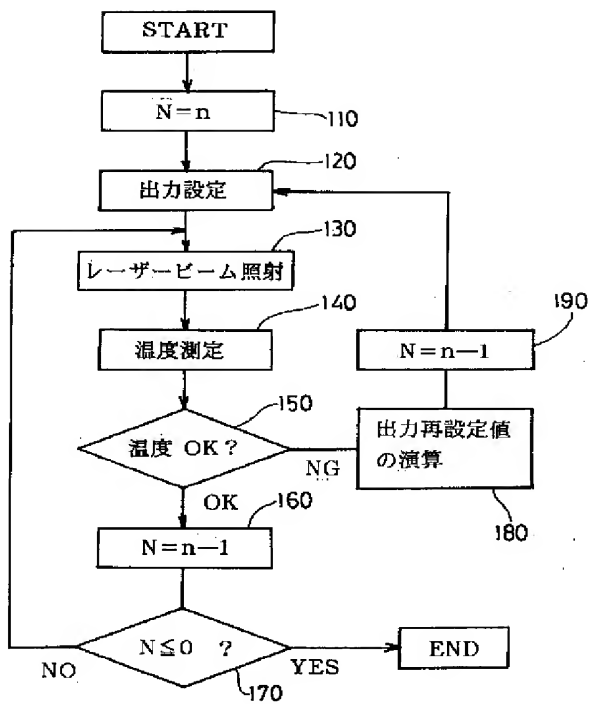 START
N=n
110
120
出力設定
130
レーザービーム照射
140
温度測定
190
N=n—1
150
温度 OK?
NG
出力再設定値
の演算
180
OK
160
N=n—1
N≦0 ?
NO
YES
170
END